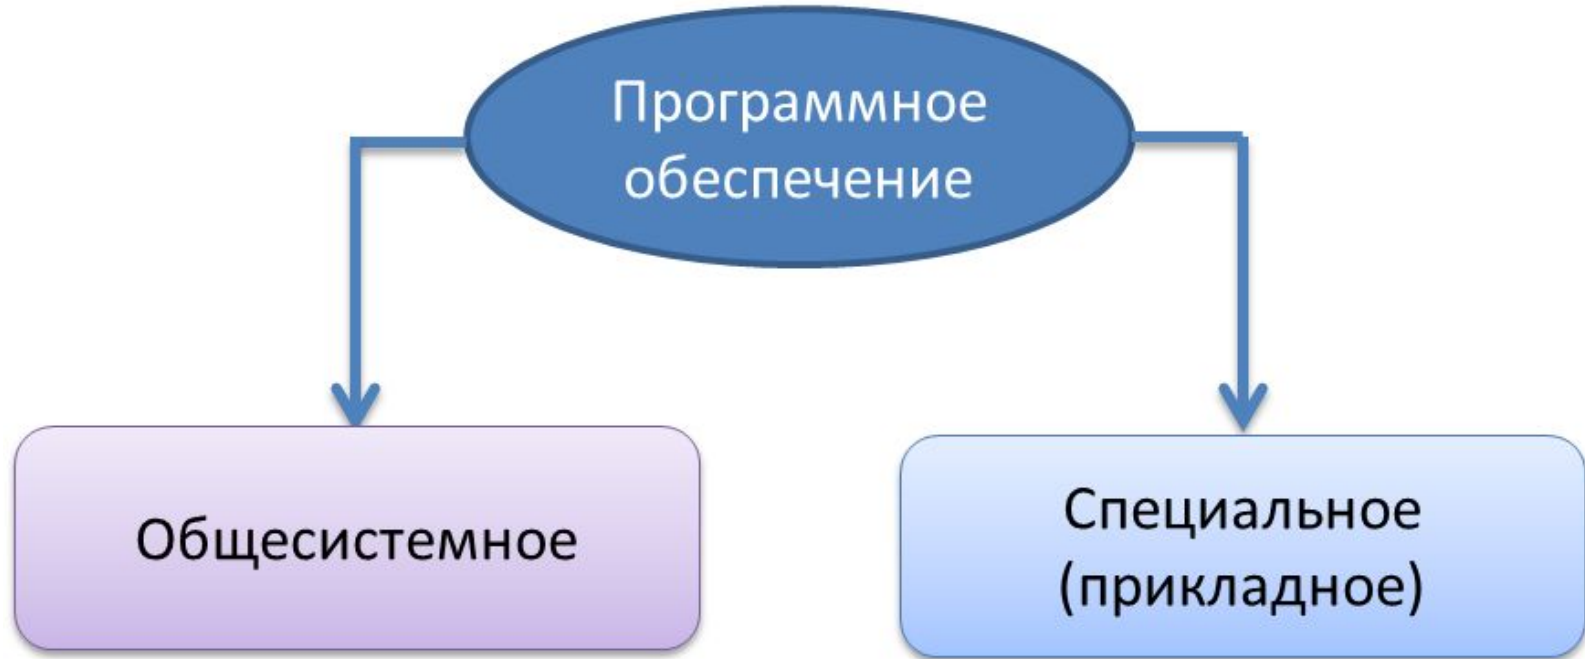 Программное
обеспечение
Общесистемное
Специальное
(прикладное)